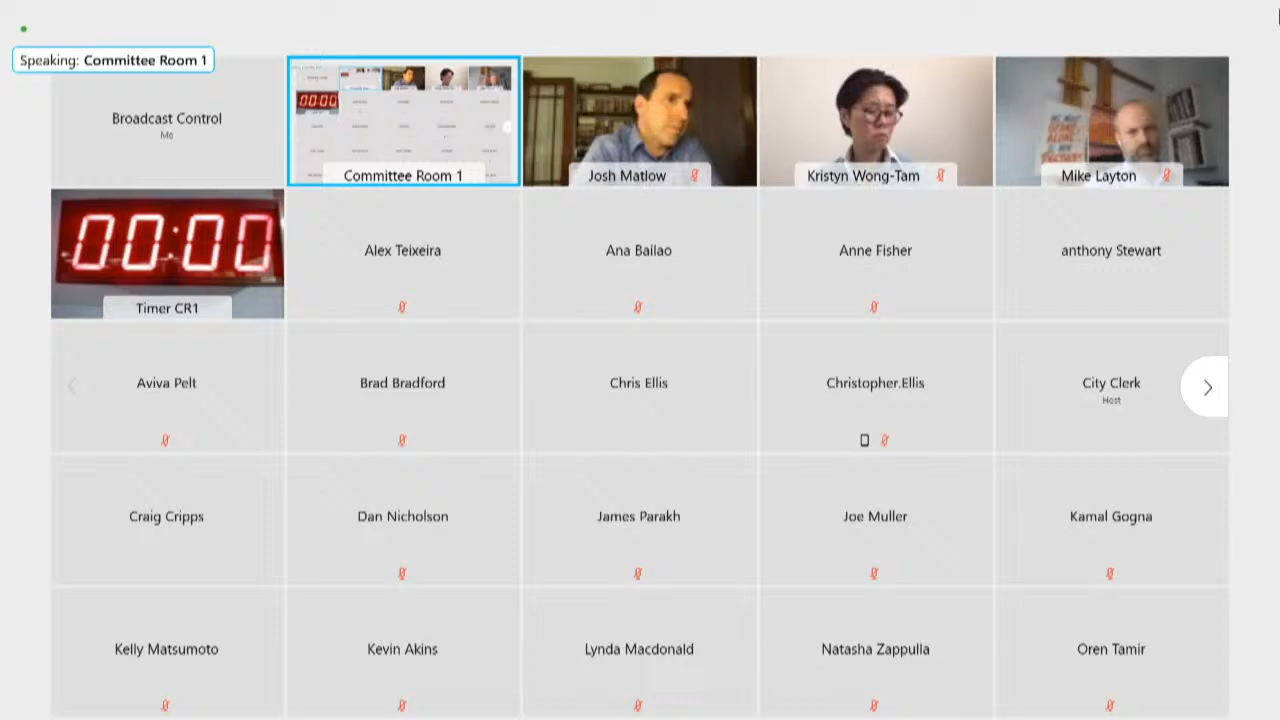 Speaking: Committee Room 1
Broadcast Control
Me
00:00
Committee Room 1
Josh Matlow
Kristyn Wong-Tam
Mike Layton
00:00
Timer CR1
Alex Teixeira
Ana Bailao
Anne Fisher
anthony Stewart
Aviva Pelt
Brad Bradford
Chris Ellis
Christopher.Ellis
City Clerk
Host
Craig Cripps
Dan Nicholson
James Parakh
Joe Muller
Kamal Gogna
Kelly Matsumoto
Kevin Akins
Lynda Macdonald
Natasha Zappulla
Oren Tamir